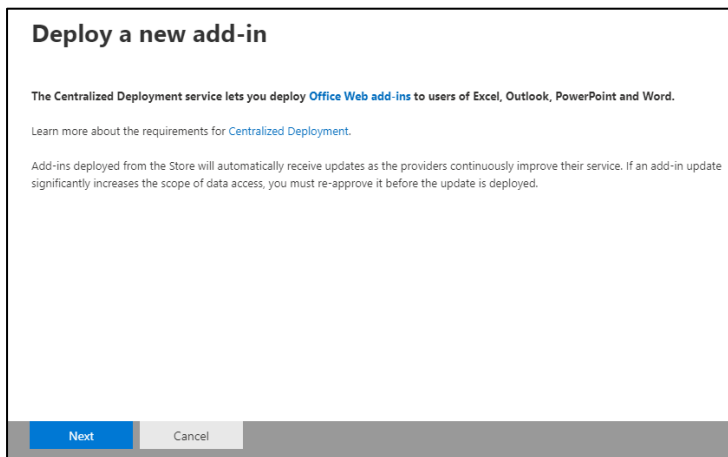 Deploy a new add-in
The Centralized Deployment service lets you deploy Office Web add-ins to users of Excel, Outlook, PowerPoint and Word.
Learn more about the requirements for Centralized Deployment.
Add-ins deployed from the Store will automatically receive updates as the providers continuously improve their service. If an add-in update
significantly increases the scope of data access, you must re-approve it before the update is deployed.
Next Cancel